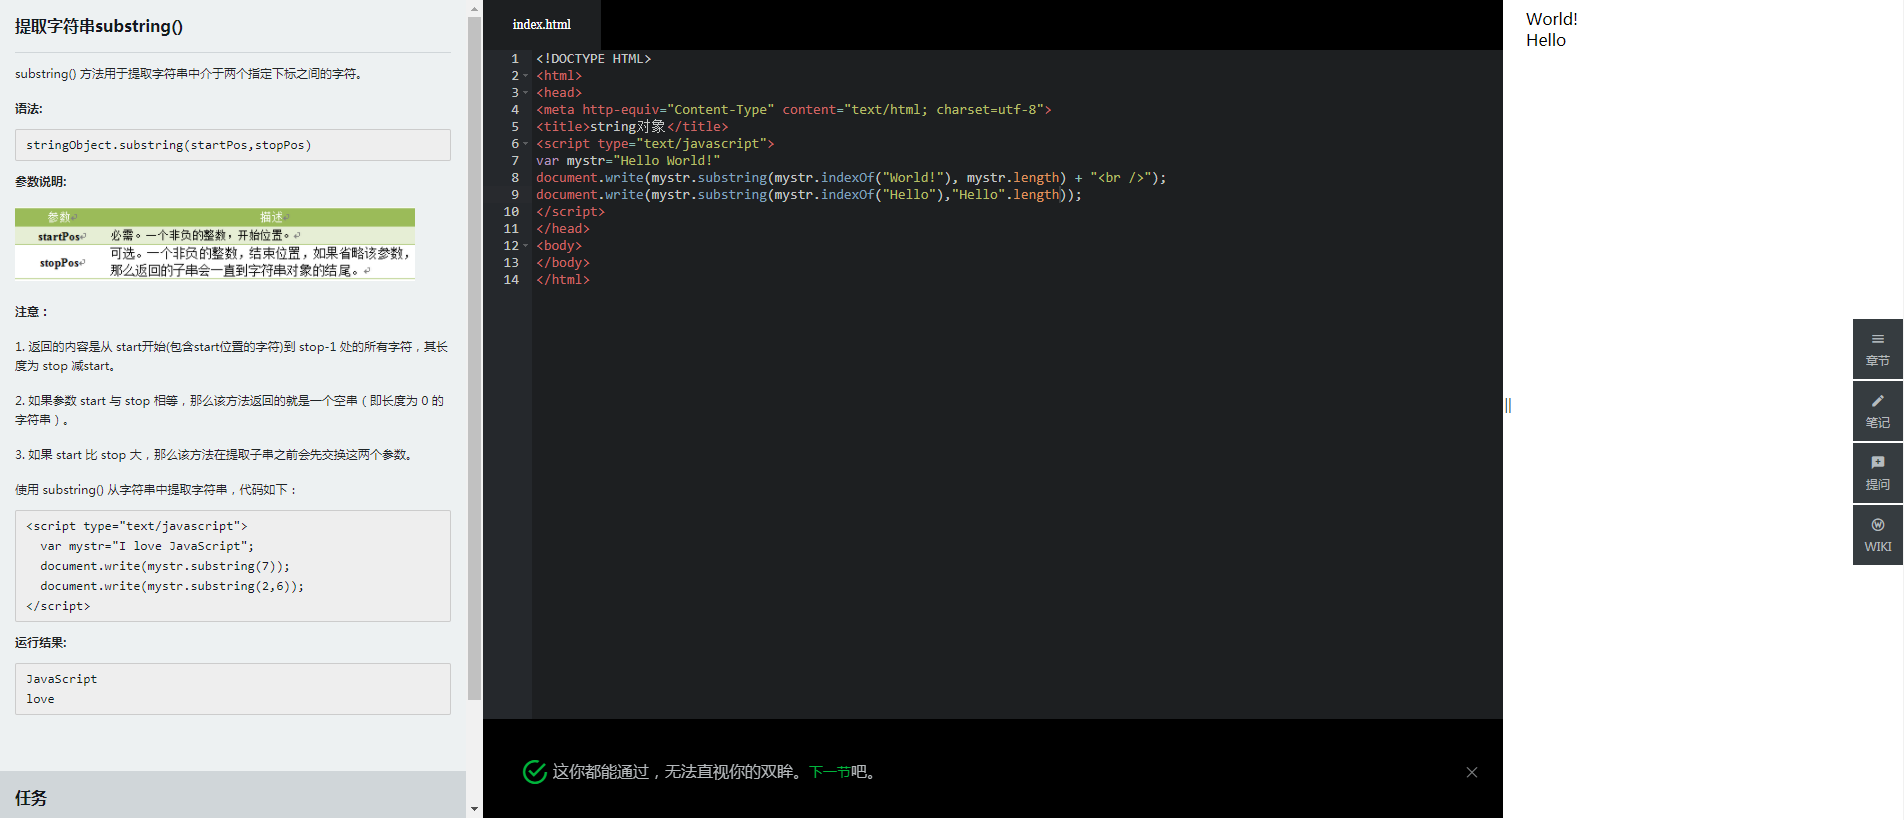 提取字符串substring()
substring() 方法用于提取字符串中介于两个指定下标之间的字符。
语法:
stringObject.substring(startPos,stopPos)
参数说明:
参数 描述
startPos 必需。一个非负的整数，开始位置。
stopPos 可选。一个非负的整数，结束位置，如果省略该参数，
那么返回的子串会一直到字符串对象的结尾。
注意：
1. 返回的内容是从 start开始(包含start位置的字符)到 stop-1 处的所有字符，其长
度为 stop 减start。
2. 如果参数 start 与 stop 相等，那么该方法返回的就是一个空串（即长度为 0 的
字符串）。
3. 如果 start 比 stop 大，那么该方法在提取子串之前会先交换这两个参数。
使用 substring() 从字符串中提取字符串，代码如下：
<script type="text/javascript">
var mystr="I love JavaScript";
document.write(mystr.substring(7));
document.write(mystr.substring(2,6));
</script>
运行结果:
JavaScript
love
任务
index.html
1 <!DOCTYPE HTML>
2 <html>
3 <head>
4 <meta http-equiv="Content-Type" content="text/html; charset=utf-8">
5 <title>string对象</title>
6 <script type="text/javascript">
7 var mystr="Hello World!"
8 document.write(mystr.substring(mystr.indexOf("World!"), mystr.length) + "<br />");
9 document.write(mystr.substring(mystr.indexOf("Hello"),"Hello".length));
10 </script>
11 </head>
12 <body>
13 </body>
14 </html>
这你都能通过，无法直视你的双眸。下一节吧。
World!
Hello
章节
笔记
提问
WIKI